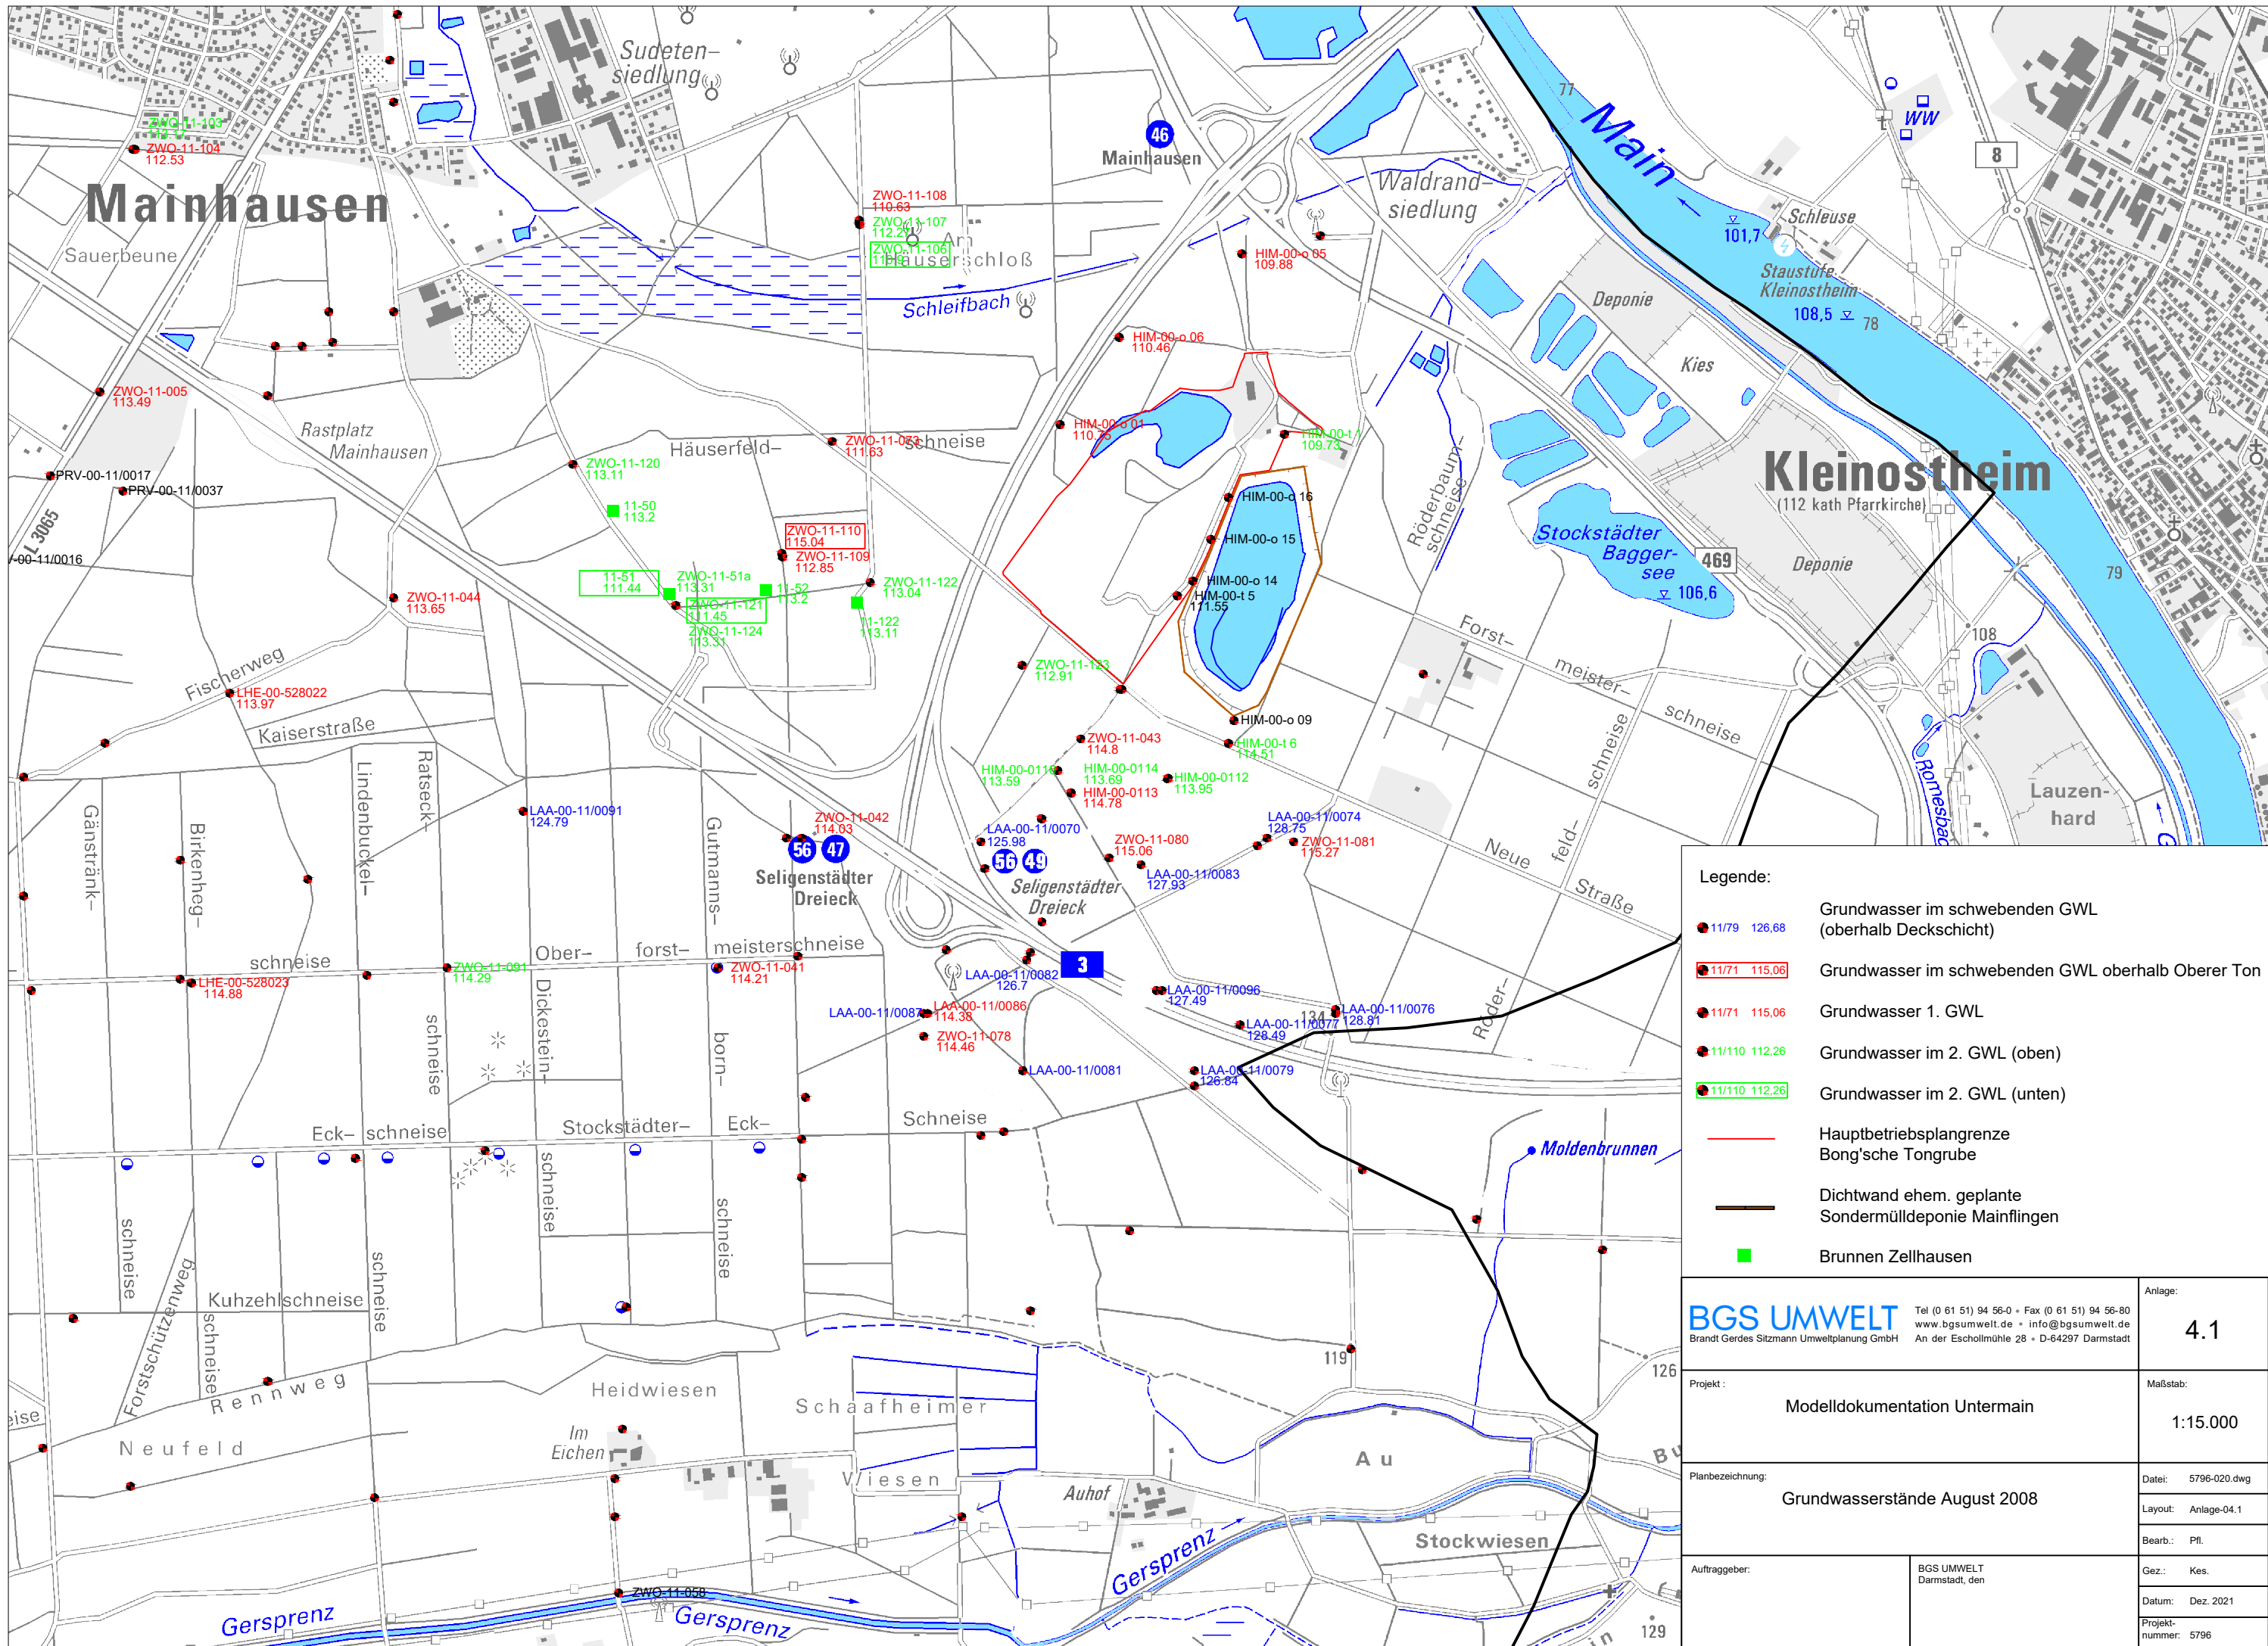 Sudeten-
siedlung
ZWO-11-103
ZWO-11-104
112.53
Mainhausen
Sauerbeune
46
Mainhausen
Waldrand-
siedlung
Main
77
WW
8
Schleuse
101,7
Staustufe
Kleinostheim
108,5
78
Deponie
Kies
ZWO-11-108
110.63
ZWO-11-107
ZWO-11-106
Am
Häuserschloß
Schleifbach
HIM-00-o 05
109.88
HIM-00-o 06
110.46
ZWO-11-005
113.49
Rastplatz
Mainhausen
PRV-00-11/0017
PRV-00-11/0037
L 3065
-00-11/0016
Häuserfeld-
schneise
ZWO-11-073
111.63
HIM-00-o 01
HIM-00-t 1
109.73
ZWO-11-120
113.11
11-50
113.2
ZWO-11-110
115.04
ZWO-11-109
112.85
HIM-00-o 16
HIM-00-o 15
HIM-00-o 14
HIM-00-t 5
111.55
Röderbaum-
schneise
Stockstädter
Bagger-
see
106,6
469
Kleinostheim
(112 kath Pfarrkirche)
Deponie
79
11-51
111.44
ZWO-11-51a
113.31
11-52
113.2
ZWO-11-121
111.45
ZWO-11-124
113.31
ZWO-11-122
113.04
11-122
113.11
ZWO-11-044
113.65
Fischerweg
LHE-00-528022
113.97
Kaiserstraße
ZWO-11-123
112.91
HIM-00-o 09
HIM-00-t 6
114.51
ZWO-11-043
114.8
HIM-00-0114
113.69
113.59
HIM-00-0112
113.95
HIM-00-0113
114.78
Forst-
meister-
schneise
108
Romesbac
Lauzen-
hard
Gänstränk-
Birkenheg-
Lindenbuckel-
Ratseck-
Gutmanns-
LAA-00-11/0091
124.79
ZWO-11-042
114.03
56
47
Seligenstädter
Dreieck
LAA-00-11/0070
125.98
56
49
Seligenstädter
Dreieck
ZWO-11-080
115.06
LAA-00-11/0083
127.93
LAA-00-11/0074
128.75
ZWO-11-081
115.27
Neue
Straße
feld-
schneise
schneise
LHE-00-528023
114.88
ZWO-11-091
114.29
Ober-
forst-
meisterschneise
ZWO-11-041
114.21
3
LAA-00-11/0082
126.7
LAA-00-11/0087
LAA-00-11/0086
114.38
ZWO-11-078
114.46
LAA-00-11/0081
LAA-00-11/0096
127.49
134
LAA-00-11/0076
128.81
LAA-00-11/0077
128.49
LAA-00-11/0079
126.84
Röder-
schneise
Dickestein-
born-
Eck-
schneise
Stockstädter-
Eck-
Schneise
Moldenbrunnen
schneise
schneise
schneise
schneise
schneise
Forstschützenweg
Kuhzehlschneise
Rennweg
eise
Neufeld
Heidwiesen
Schaafheimer
Wiesen
Im
Eichen
Auhof
Au
119
126
Bu
Stockwiesen
ZWO-11-058
Gersprenz
Gersprenz
Gersprenz
129
Legende:
11/79 126,68
Grundwasser im schwebenden GWL
(oberhalb Deckschicht)
11/71 115,06
Grundwasser im schwebenden GWL oberhalb Oberer Ton
11/71 115,06
Grundwasser 1. GWL
11/110 112,26
Grundwasser im 2. GWL (oben)
11/110 112,26
Grundwasser im 2. GWL (unten)
Hauptbetriebsplangrenze
Bong'sche Tongrube
Dichtwand ehem. geplante
Sondermülldeponie Mainflingen
Brunnen Zellhausen
BGS UMWELT
Brandt Gerdes Sitzmann Umweltplanung GmbH
Tel (0 61 51) 94 56-0 • Fax (0 61 51) 94 56-80
www.bgsumwelt.de • info@bgsumwelt.de
An der Eschollmühle 28 • D-64297 Darmstadt
Anlage:
4.1
Projekt :
Modelldokumentation Untermain
Maßstab:
1:15.000
Planbezeichnung:
Grundwasserstände August 2008
Datei: 5796-020.dwg
Layout: Anlage-04.1
Bearb.: Pfl.
Gez.: Kes.
Datum: Dez. 2021
Projekt-
nummer: 5796
Auftraggeber:
BGS UMWELT
Darmstadt, den